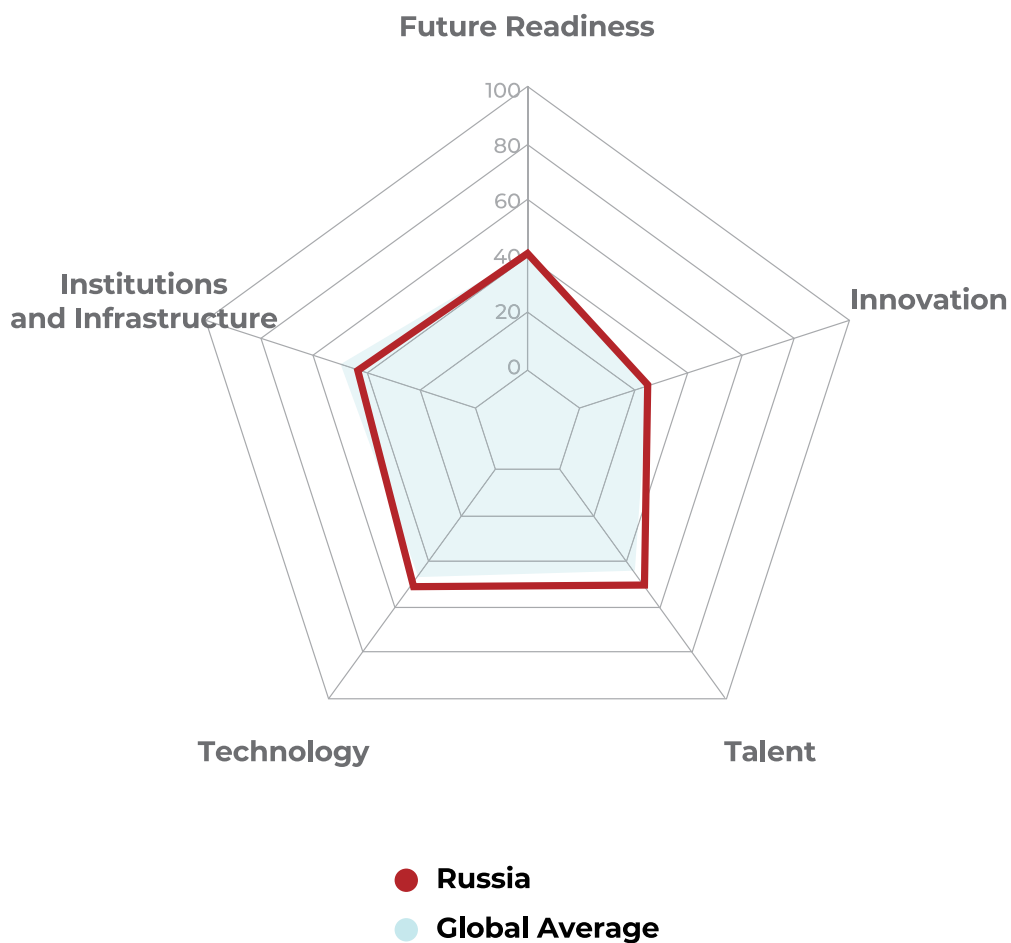 Future Readiness
100
80
60
40
20
0
Institutions
and Infrastructure
Innovation
Technology
Talent
Russia
Global Average